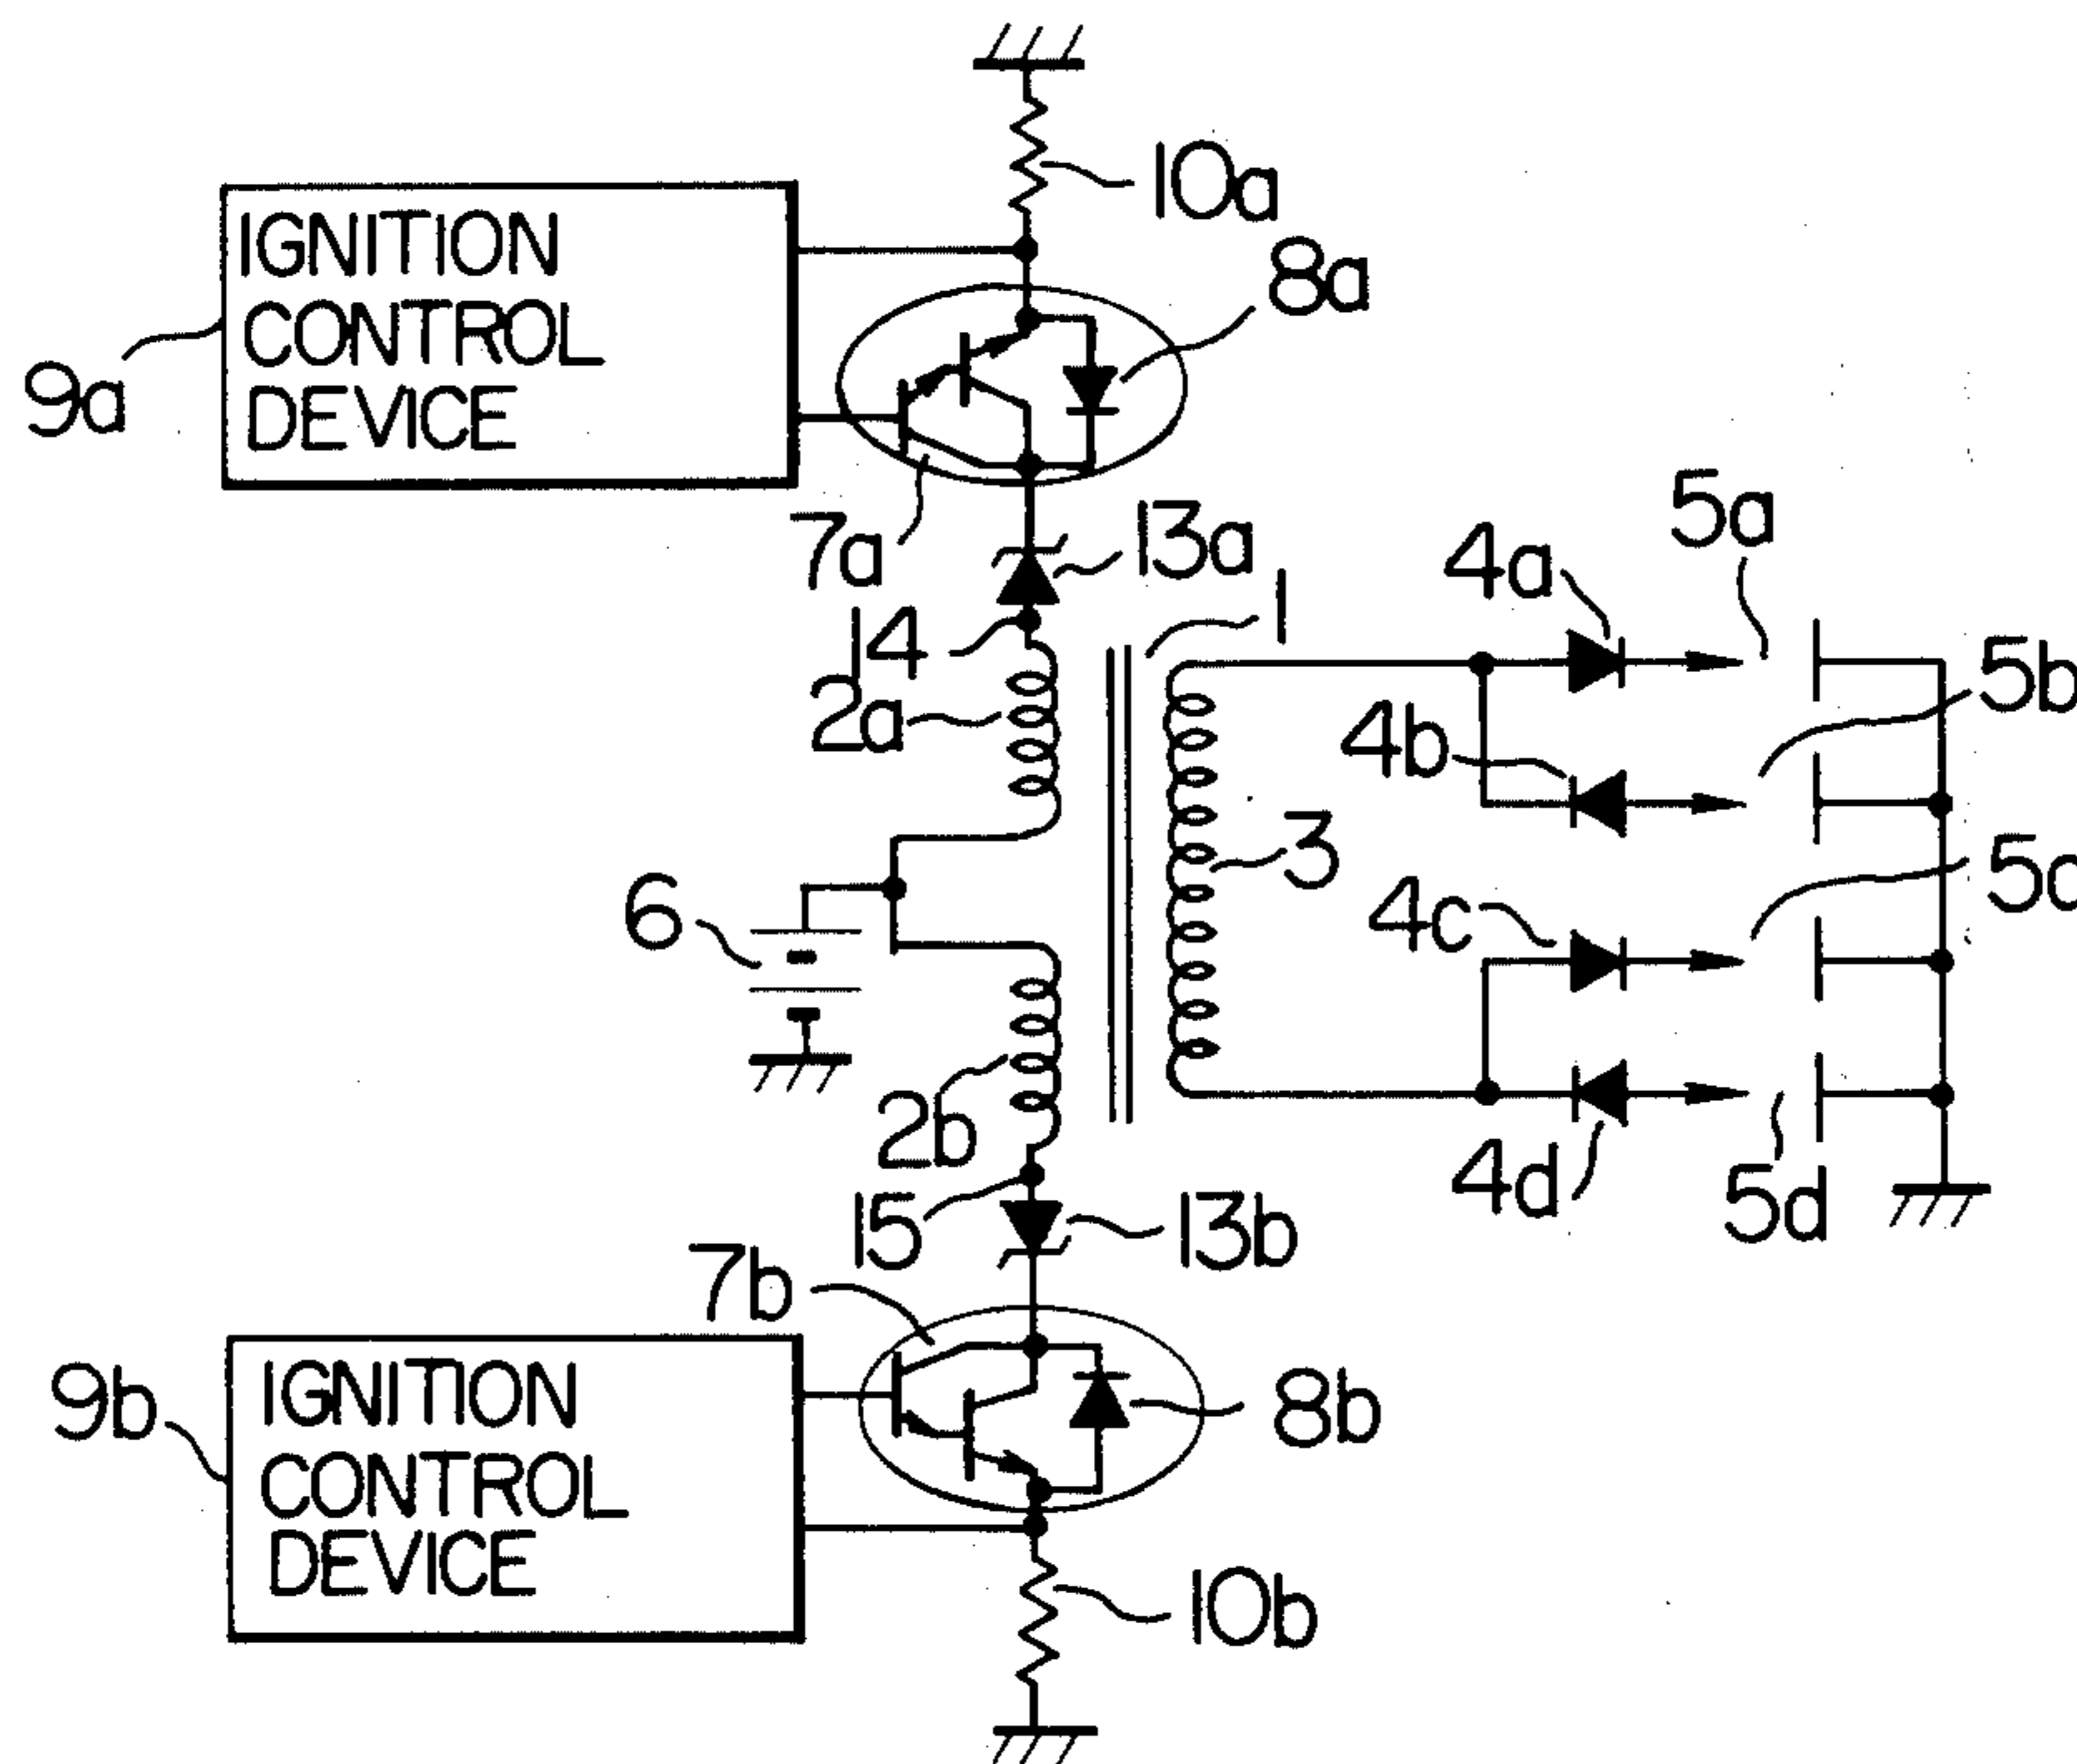 10a
IGNITION
CONTROL
DEVICE
8a
9a
7a
13a
5a
4a
14
1
2a
5b
4b
3
5c
6
4c
2b
4d
5d
15
13b
7b
IGNITION
CONTROL
DEVICE
9b
8b
10b